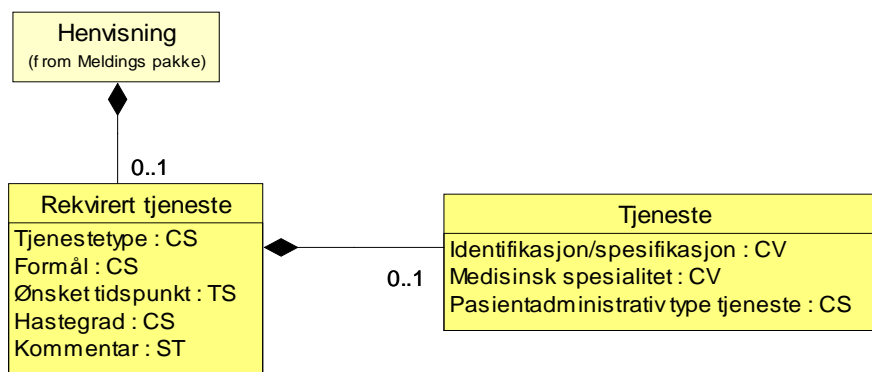 Henvisning
(from Meldings pakke)
0..1
Rekvirert tjeneste
Tjenestetype : CS
Formål : CS
Ønsket tidspunkt : TS
Hastegrad : CS
Kommentar : ST
0..1
Tjeneste
Identifikasjon/spesifikasjon : CV
Medisinsk spesialitet : CV
Pasientadministrativ type tjeneste : CS